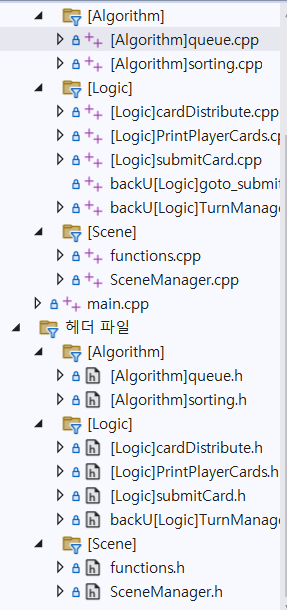 [Algorithm]
[Algorithm]queue.cpp
[Algorithm]sorting.cpp
[Logic]
[Logic]cardDistribute.cpp
[Logic]PrintPlayerCards.cp
[Logic]submitCard.cpp
backU[Logic]goto_submit
backU[Logic]TurnManage
[Scene]
functions.cpp
SceneManager.cpp
main.cpp
헤더 파일
[Algorithm]
[Algorithm]queue.h
[Algorithm]sorting.h
[Logic]
[Logic]cardDistribute.h
[Logic]PrintPlayerCards.h
[Logic]submitCard.h
backU[Logic]TurnManage
[Scene]
functions.h
SceneManager.h